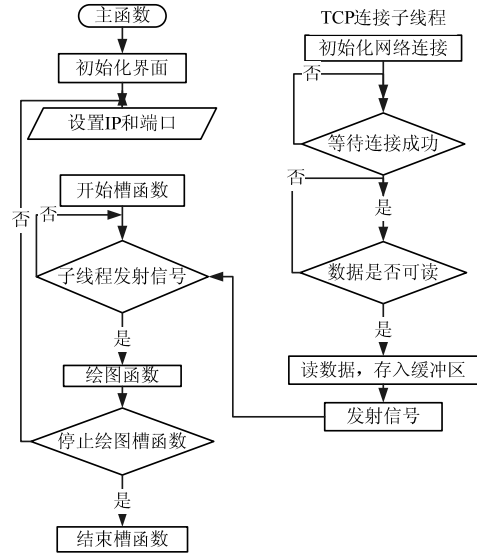 主函数
初始化界面
设置IP和端口
开始槽函数
否
否
子线程发射信号
是
绘图函数
停止绘图槽函数
是
结束槽函数
TCP连接子线程
初始化网络连接
否
等待连接成功
否
是
数据是否可读
是
读数据，存入缓冲区
发射信号